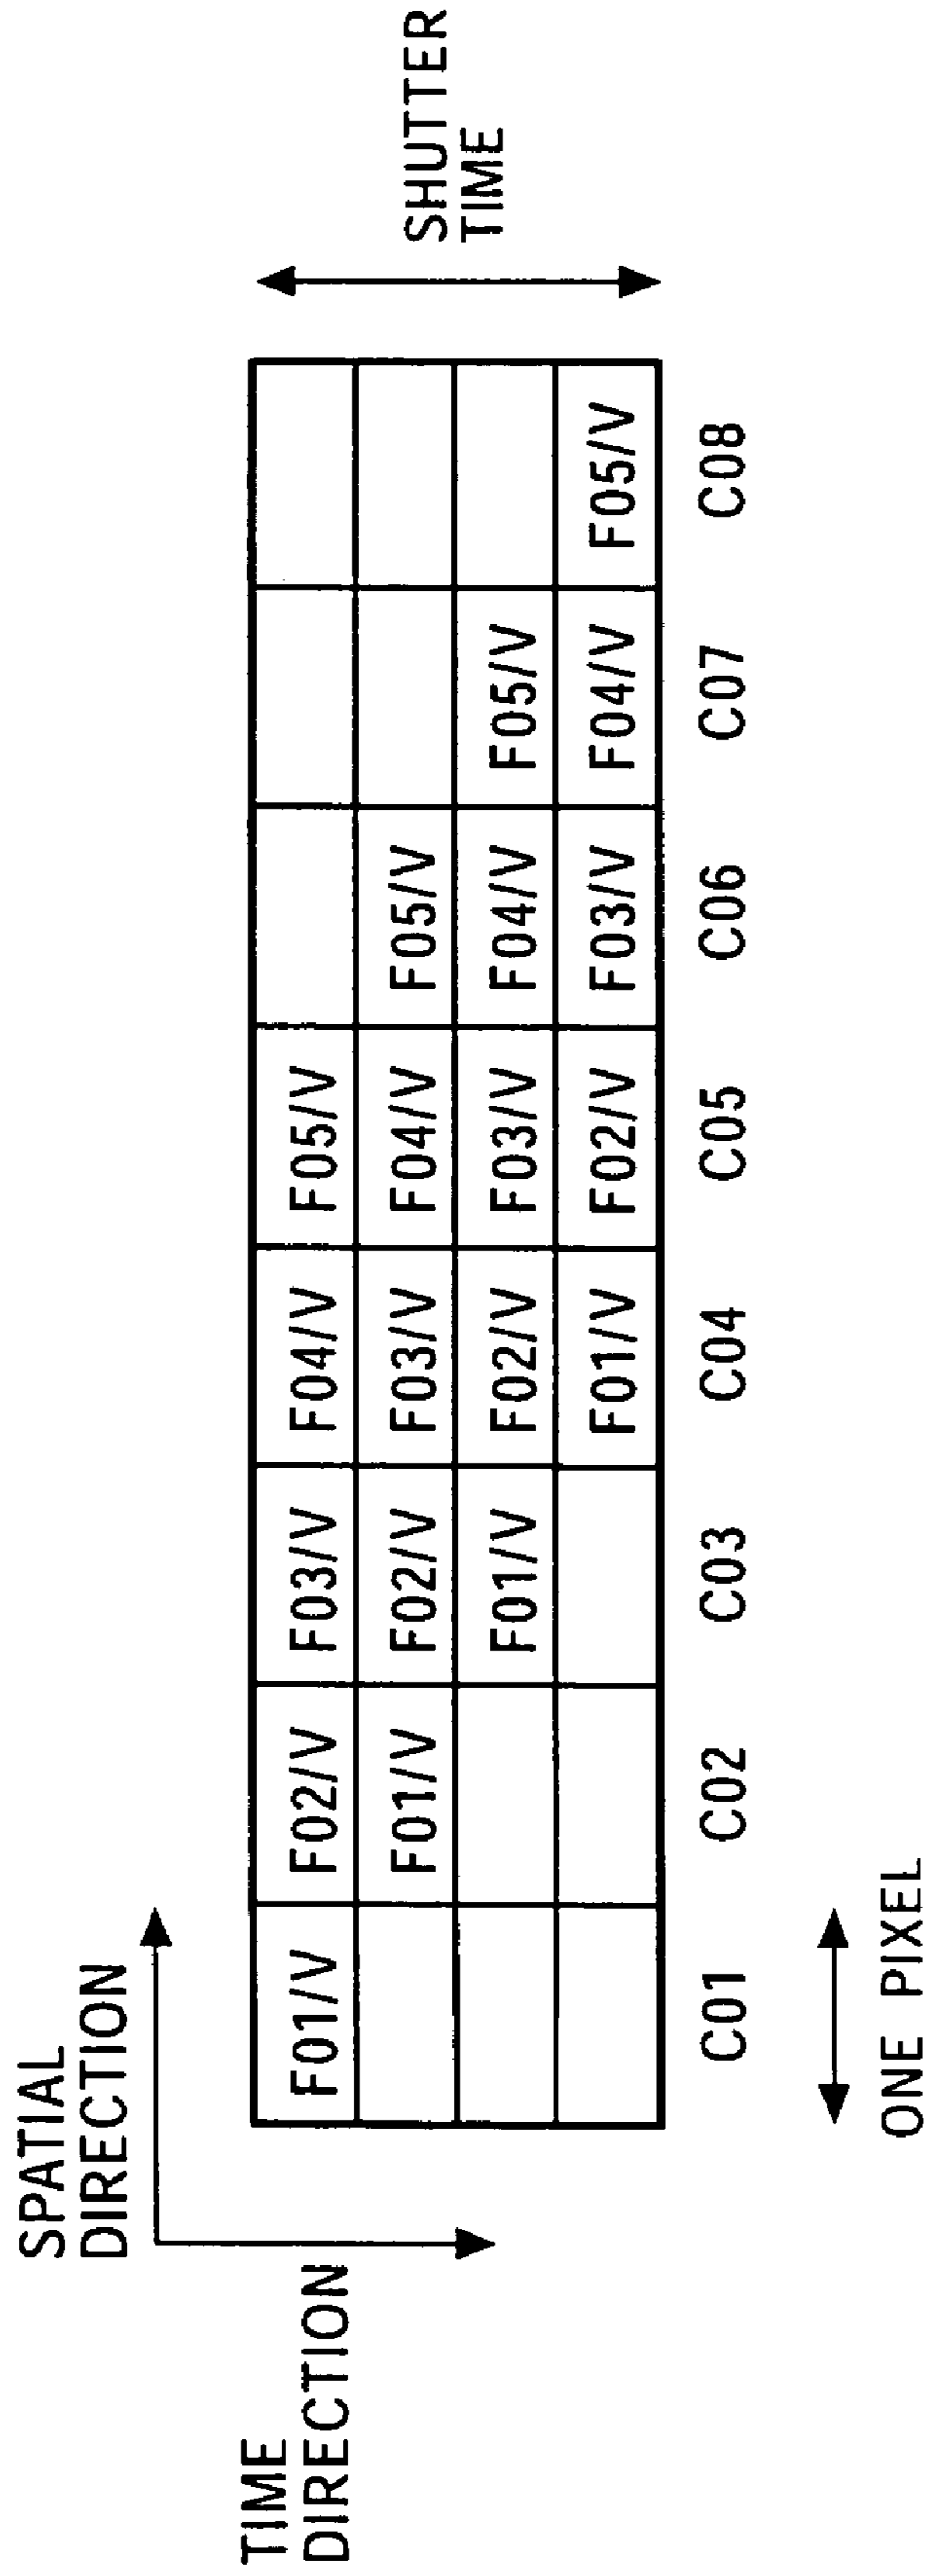 SPATIAL
DIRECTION
TIME
DIRECTION
F01/V F02/V F03/V F04/V F05/V
F01/V F02/V F03/V F04/V F05/V
F01/V F02/V F03/V F04/V F05/V
F01/V F02/V F03/V F04/V F05/V
SHUTTER
TIME
C01 C02 C03 C04 C05 C06 C07 C08
ONE PIXEL